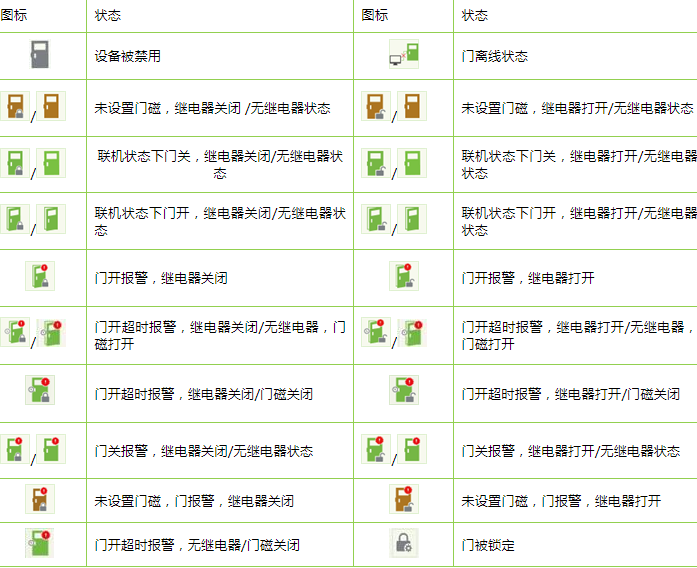 图标 状态 图标 状态
设备被禁用 门离线状态
/ 未设置门磁，继电器关闭 /无继电器状态 / 未设置门磁，继电器打开/无继电器状态
/ 联机状态下门关，继电器关闭/无继电器状
态 / 联机状态下门关，继电器打开/无继电器
状态
/ 联机状态下门开，继电器关闭/无继电器状
态 / 联机状态下门开，继电器打开/无继电器
状态
门开报警，继电器关闭 门开报警，继电器打开
/ 门开超时报警，继电器关闭/无继电器，门
磁打开 / 门开超时报警，继电器打开/无继电器，
门磁打开
门开超时报警，继电器关闭/门磁关闭 门开超时报警，继电器打开/门磁关闭
/ 门关报警，继电器关闭/无继电器状态 / 门关报警，继电器打开/无继电器状态
未设置门磁，门报警，继电器关闭 未设置门磁，门报警，继电器打开
门开超时报警，无继电器/门磁关闭 门被锁定